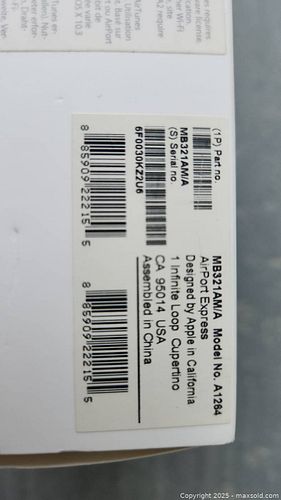 MB321AM/A Model No. A1264
AirPort Express
Designed by Apple in California
1 Infinite Loop Cupertino
CA 95014 USA
Assembled in China
(1P) Part no.
MB321AM/A
(S) Serial no.
6F0030KZ2U6
8 85909 22215 5
8 85909 22215 5
Copyright © 2025 - maxsold.com